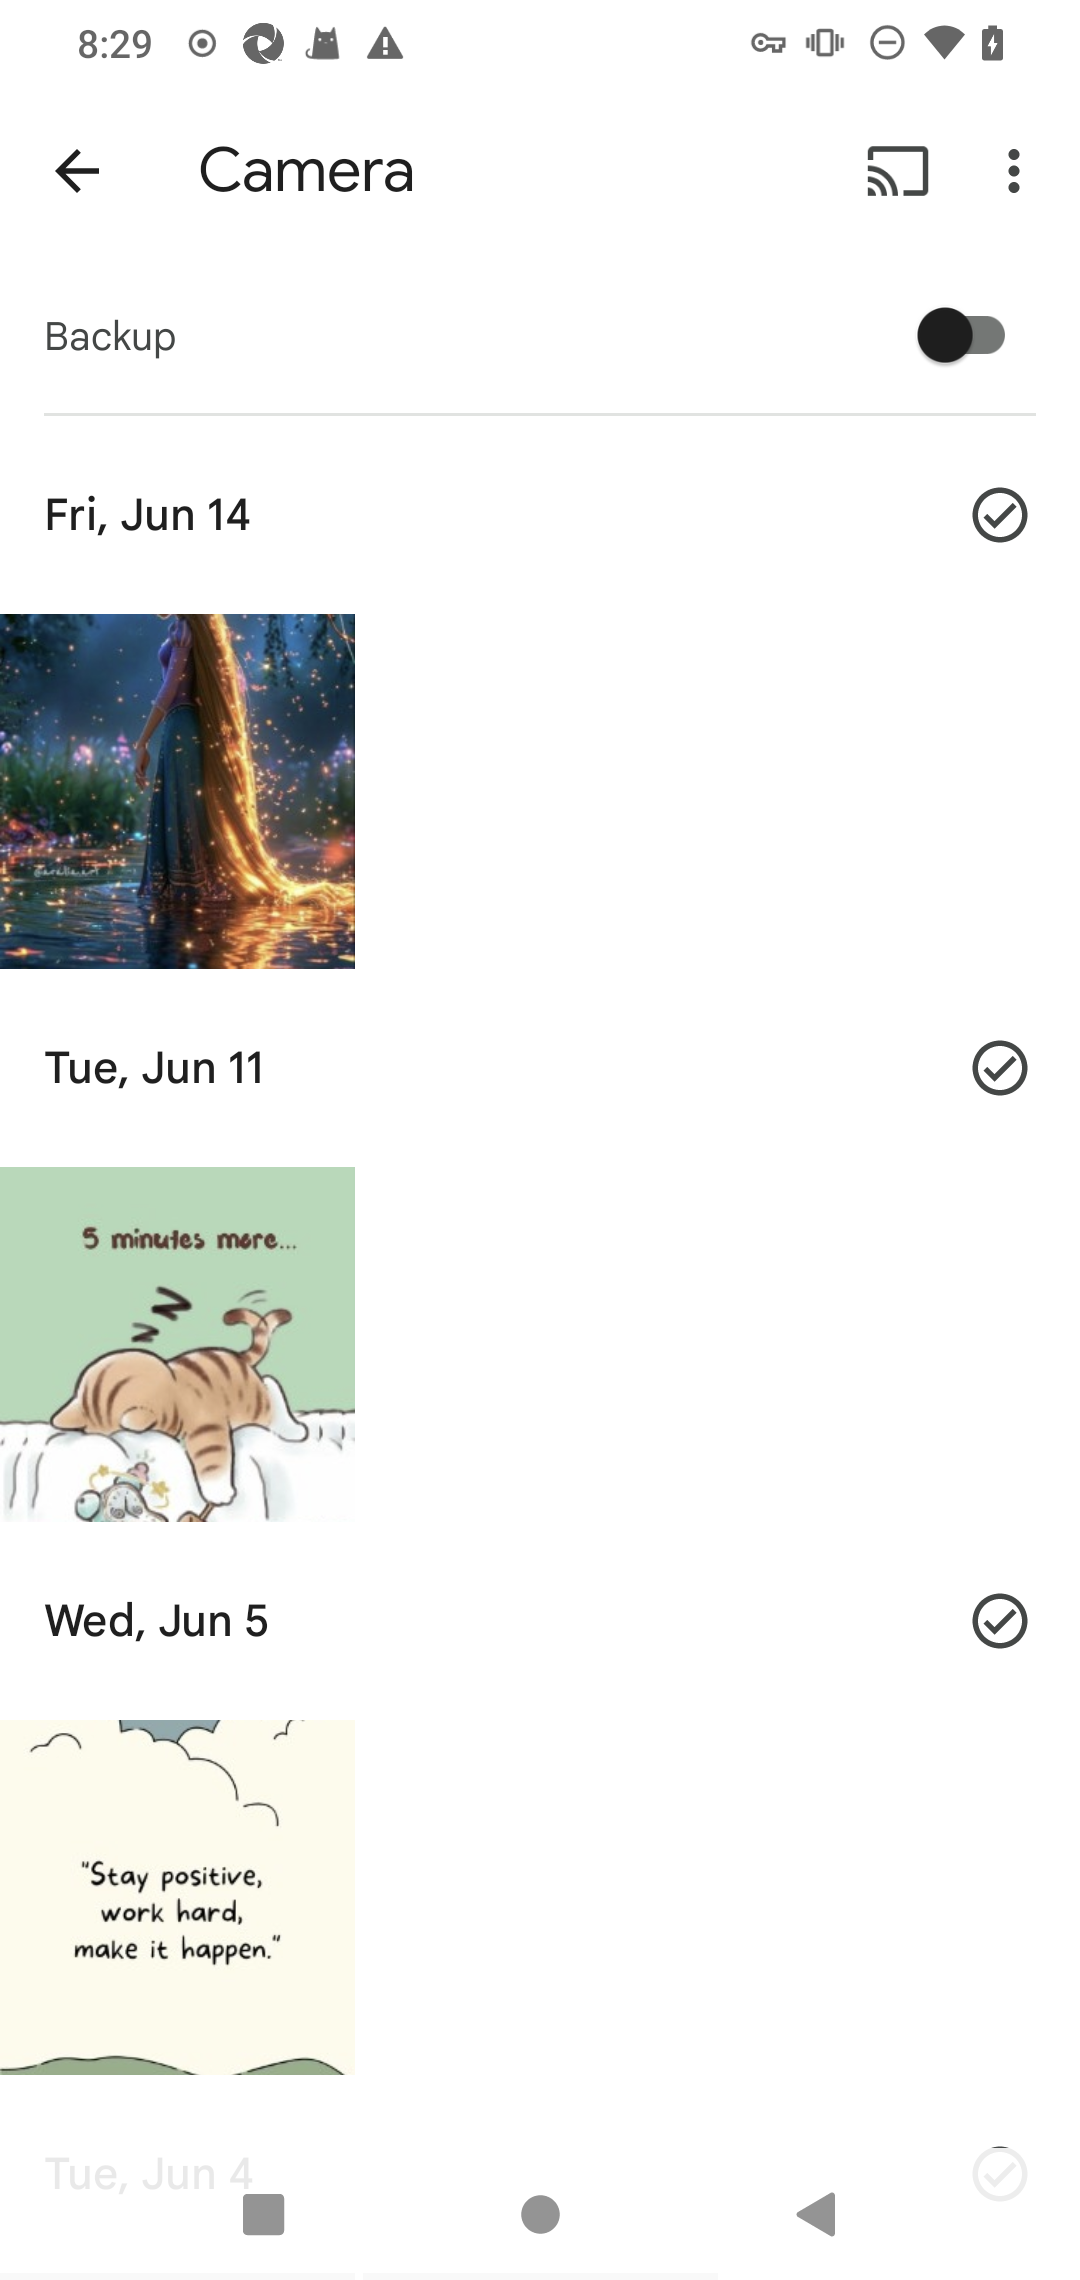 8:29
Camera
Backup
Fri, Jun 14
Tue, Jun 11
5 minutes more...
Z
Z
Wed, Jun 5
"Stay positive,
work hard,
make it happen."
Tue, Jun 4